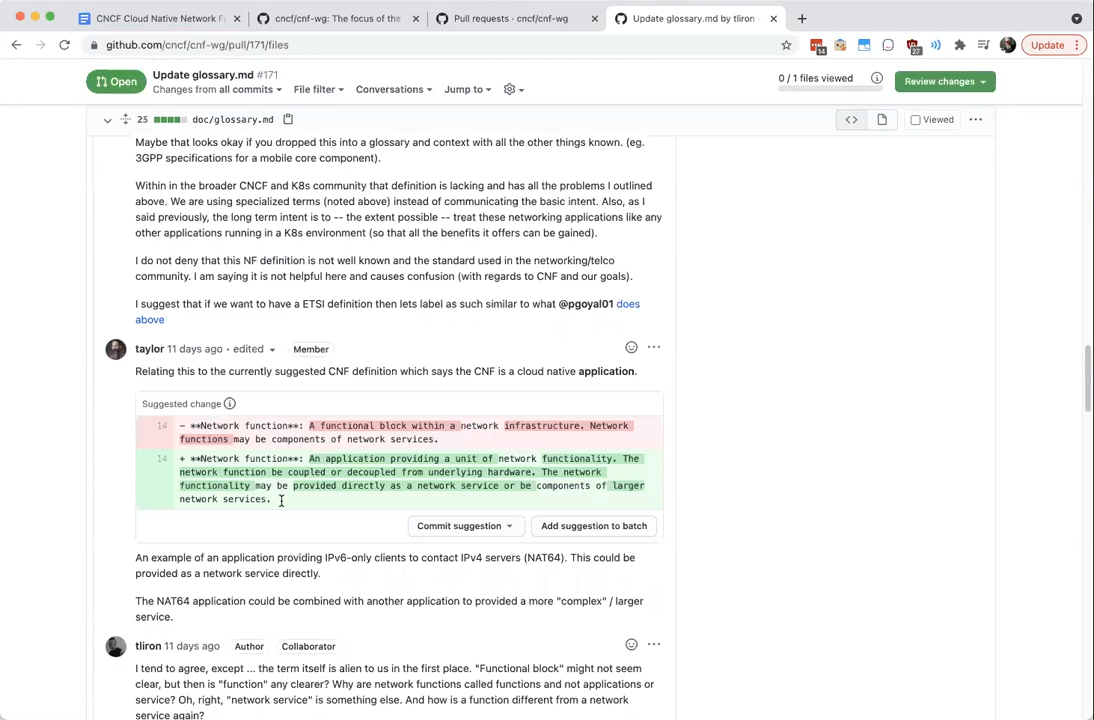 CNCF Cloud Native Network F
cncf/cnf-wg: The focus of the
Pull requests · cncf/cnf-wg
Update glossary.md by tliron
github.com/cncf/cnf-wg/pull/171/files
14
27
Update
Open
Update glossary.md #171
Changes from all commits
File filter
Conversations
Jump to
0 / 1 files viewed
Review changes
25
doc/glossary.md
Viewed
Maybe that looks okay if you dropped this into a glossary and context with all the other things known. (eg.
3GPP specifications for a mobile core component).
Within in the broader CNCF and K8s community that definition is lacking and has all the problems I outlined
above. We are using specialized terms (noted above) instead of communicating the basic intent. Also, as I
said previously, the long term intent is to -- the extent possible -- treat these networking applications like any
other applications running in a K8s environment (so that all the benefits it offers can be gained).
I do not deny that this NF definition is not well known and the standard used in the networking/telco
community. I am saying it is not helpful here and causes confusion (with regards to CNF and our goals).
I suggest that if we want to have a ETSI definition then lets label as such similar to what @pgoyal01 does
above
taylor 11 days ago · edited
Member
Relating this to the currently suggested CNF definition which says the CNF is a cloud native application.
Suggested change
14 - **Network function**: A functional block within a network infrastructure. Network
functions may be components of network services.
14 + **Network function**: An application providing a unit of network functionality. The
network function be coupled or decoupled from underlying hardware. The network
functionality may be provided directly as a network service or be components of larger
network services.
Commit suggestion
Add suggestion to batch
An example of an application providing IPv6-only clients to contact IPv4 servers (NAT64). This could be
provided as a network service directly.
The NAT64 application could be combined with another application to provided a more "complex" / larger
service.
tliron 11 days ago
Author
Collaborator
I tend to agree, except ... the term itself is alien to us in the first place. "Functional block" might not seem
clear, but then is "function" any clearer? Why are network functions called functions and not applications or
service? Oh, right, "network service" is something else. And how is a function different from a network
service again?